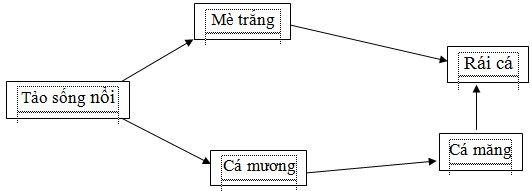 Mè trắng
Rái cá
Tảo sống nổi
Cá măng
Cá mương